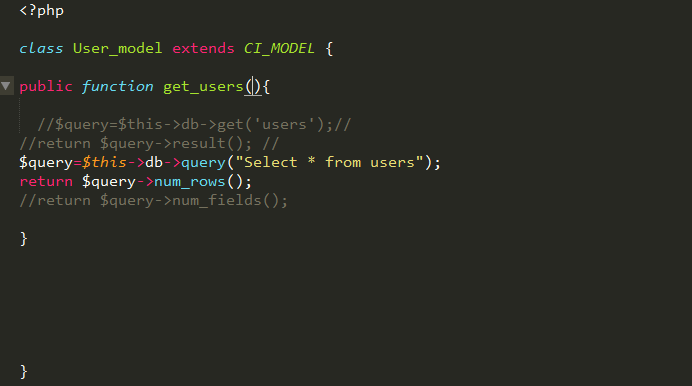 <?php
class User_model extends CI_MODEL {
public function get_users(){
//$query=$this->db->get('users');//
//return $query->result(); //
$query=$this->db->query("Select * from users");
return $query->num_rows();
//return $query->num_fields();
}
}